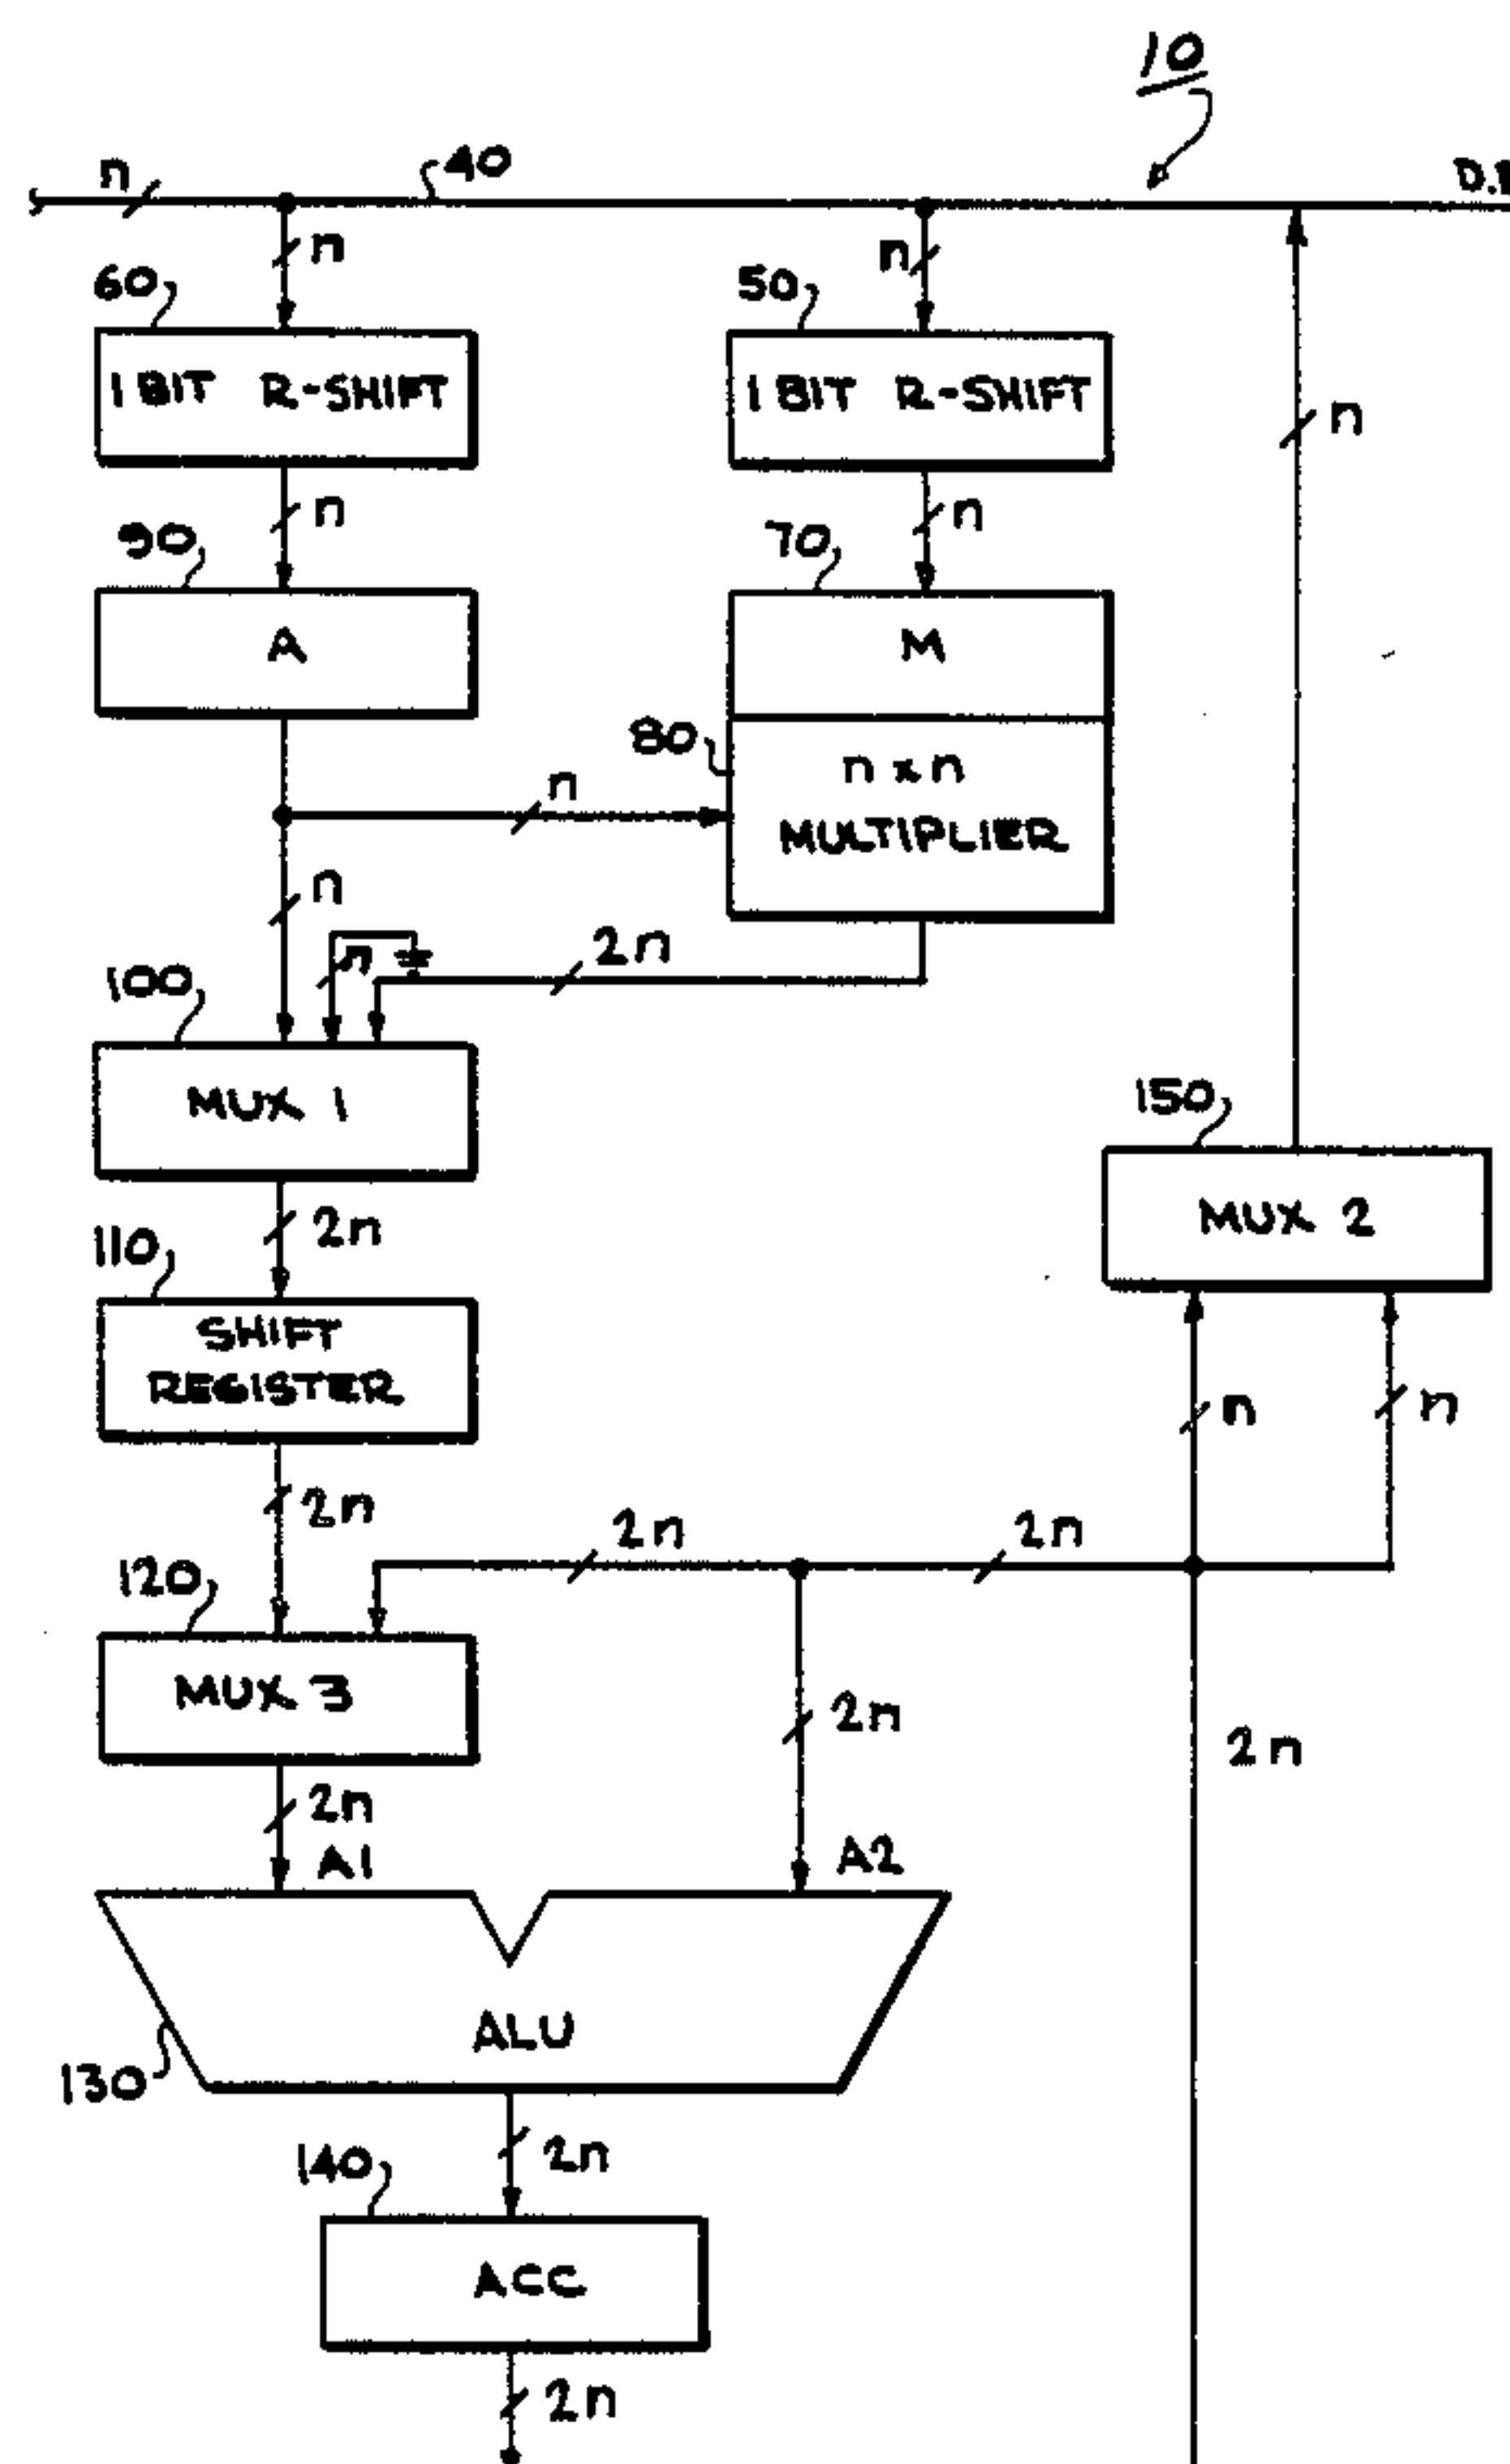 10
n
40
n
n
60
50
1 BIT R-SHIFT
1 BIT R-SHIFT
n
n
n
90
70
A
M
80
n x n
MULTIPLIER
n
n
n
2n
100
MUX 1
150
MUX 2
2n
110
SHIFT
REGISTER
n
n
2n
2n
2n
120
MUX 3
2n
2n
2n
A1
A2
ALU
130
2n
140
ACC
2n